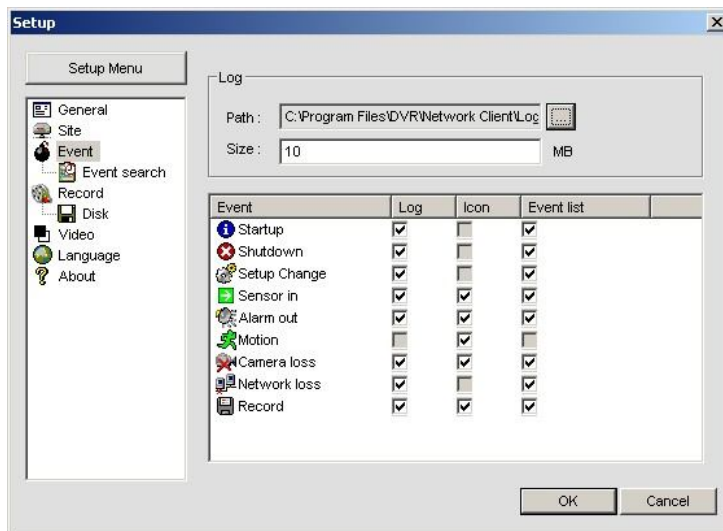 Setup
Setup Menu
General
Site
Event
Event search
Record
Disk
Video
Language
About
Log
Path : C:\Program Files\DVR\Network Client\Log ...
Size : 10 MB
Event Log Icon Event list
Startup
Shutdown
Setup Change
Sensor in
Alarm out
Motion
Camera loss
Network loss
Record
OK Cancel